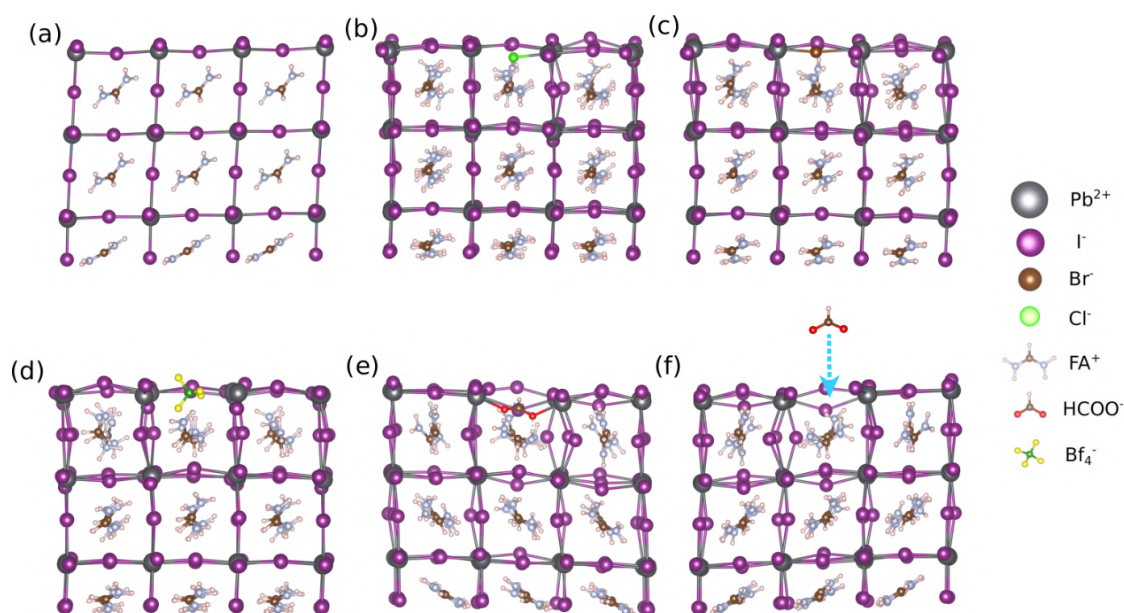 (a)
(b)
(c)
(d)
(e)
(f)
Pb²⁺
I⁻
Br⁻
Cl⁻
FA⁺
HCOO⁻
Bf₄⁻